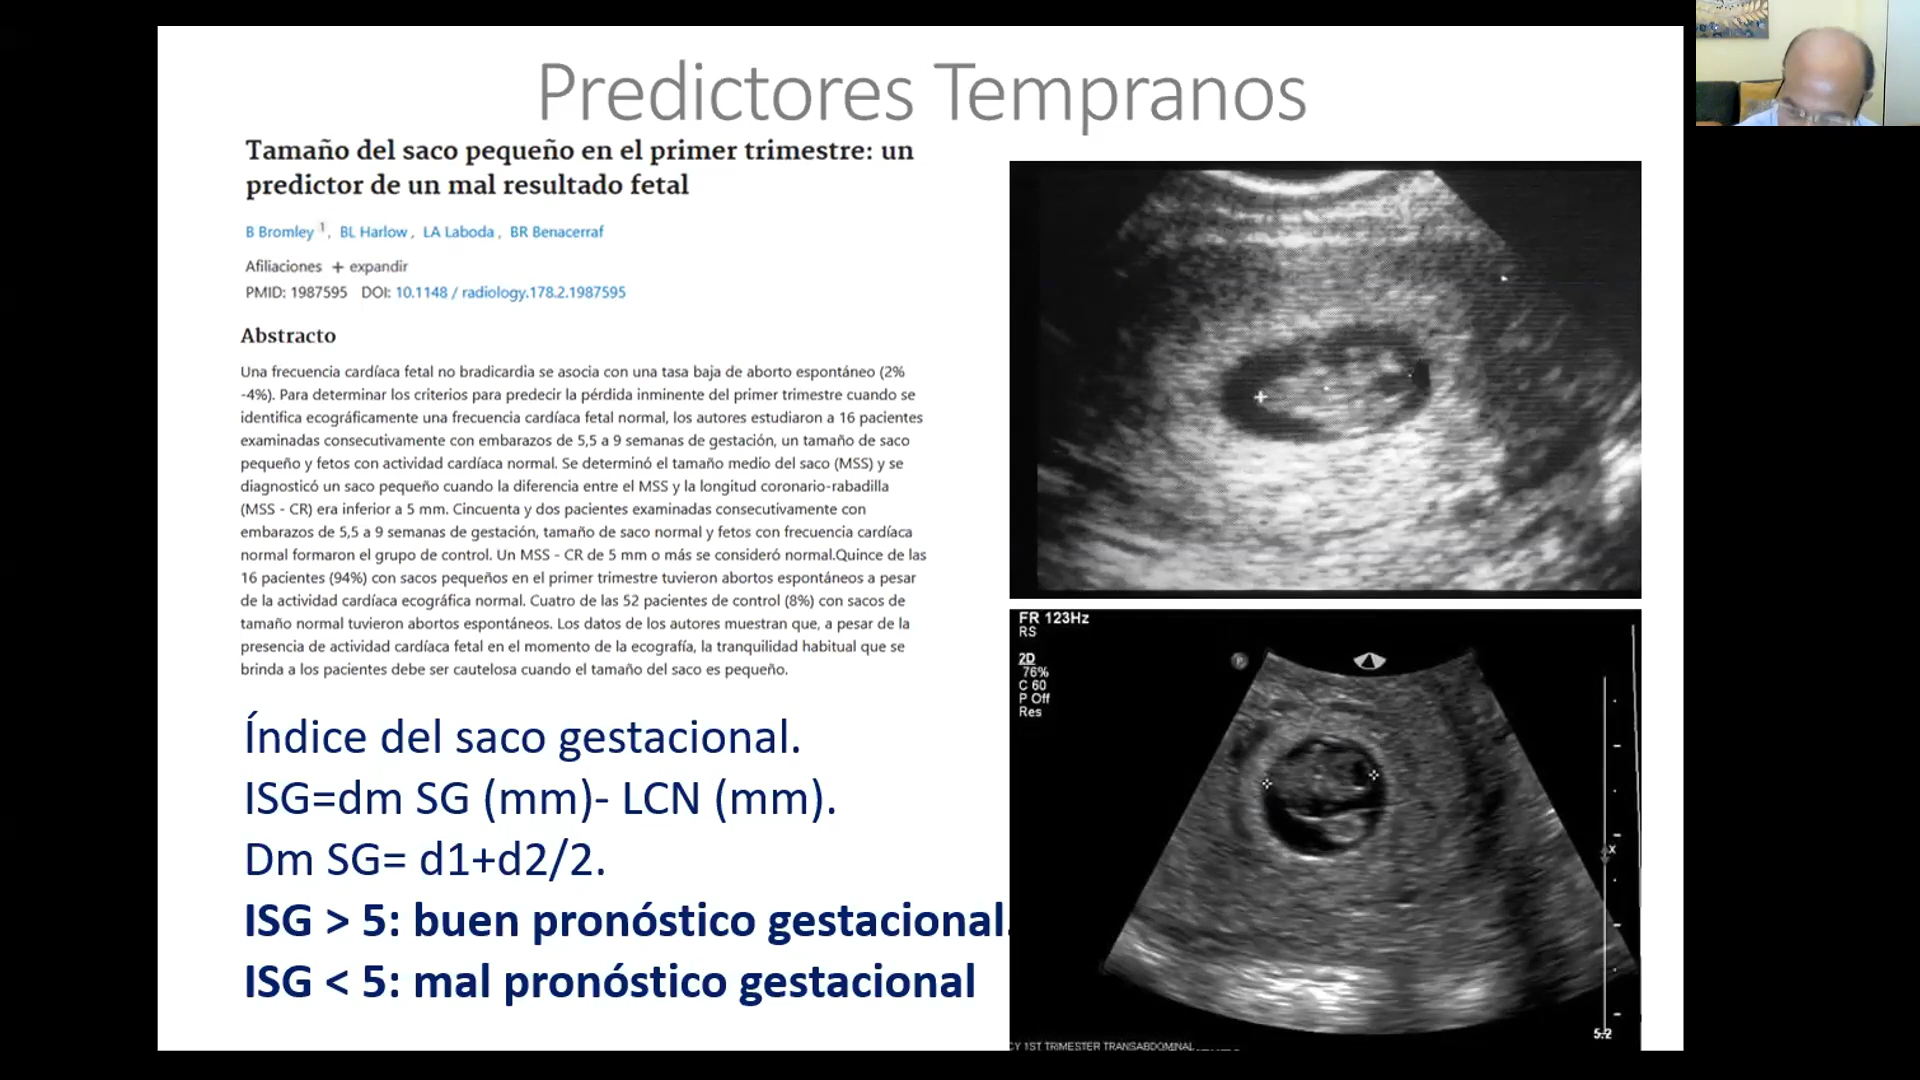 Predictores Tempranos
Tamaño del saco pequeño en el primer trimestre: un
predictor de un mal resultado fetal
B Bromley 1, BL Harlow, LA Laboda, BR Benacerraf
Afiliaciones + expandir
PMID: 1987595 DOI: 10.1148 / radiology.178.2.1987595
Abstracto
Una frecuencia cardíaca fetal no bradicardia se asocia con una tasa baja de aborto espontáneo (2%
-4%). Para determinar los criterios para predecir la pérdida inminente del primer trimestre cuando se
identifica ecográficamente una frecuencia cardíaca fetal normal, los autores estudiaron a 16 pacientes
examinadas consecutivamente con embarazos de 5,5 a 9 semanas de gestación, un tamaño de saco
pequeño y fetos con actividad cardíaca normal. Se determinó el tamaño medio del saco (MSS) y se
diagnosticó un saco pequeño cuando la diferencia entre el MSS y la longitud coronario-rabadilla
(MSS - CR) era inferior a 5 mm. Cincuenta y dos pacientes examinadas consecutivamente con
embarazos de 5,5 a 9 semanas de gestación, tamaño de saco normal y fetos con frecuencia cardíaca
normal formaron el grupo de control. Un MSS - CR de 5 mm o más se consideró normal.Quince de las
16 pacientes (94%) con sacos pequeños en el primer trimestre tuvieron abortos espontáneos a pesar
de la actividad cardíaca ecográfica normal. Cuatro de las 52 pacientes de control (8%) con sacos de
tamaño normal tuvieron abortos espontáneos. Los datos de los autores muestran que, a pesar de la
presencia de actividad cardíaca fetal en el momento de la ecografía, la tranquilidad habitual que se
brinda a los pacientes debe ser cautelosa cuando el tamaño del saco es pequeño.
Índice del saco gestacional.
ISG=dm SG (mm)- LCN (mm).
Dm SG= d1+d2/2.
ISG > 5: buen pronóstico gestacional.
ISG < 5: mal pronóstico gestacional
FR 123Hz
RS
2D
76%
C 60
P Off
Res
P
x
5.2
CY 1ST TRIMESTER TRANSABDOMINAL